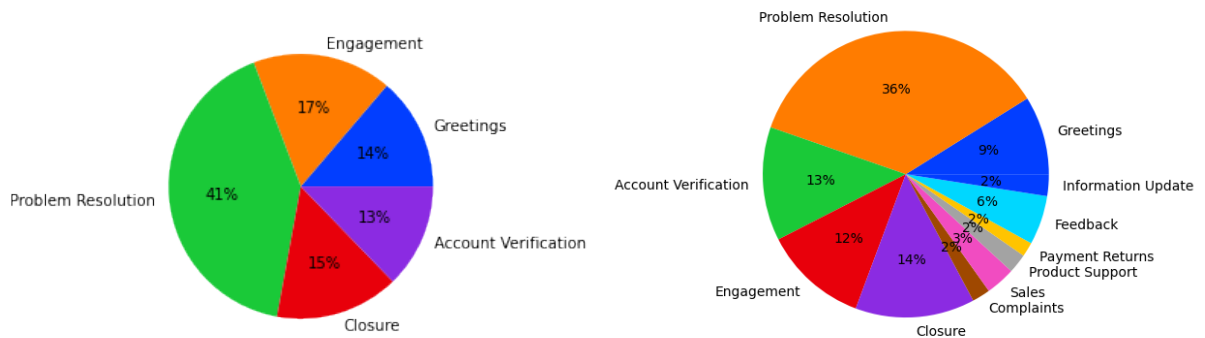 Engagement
17%
Greetings
14%
41%
Problem Resolution
13%
Account Verification
15%
Closure
Problem Resolution
36%
Greetings
9%
2%
Information Update
Account Verification
13%
6%
Feedback
2%
2%
3%
2%
12%
14%
Payment Returns
Product Support
Engagement
Sales
Complaints
Closure